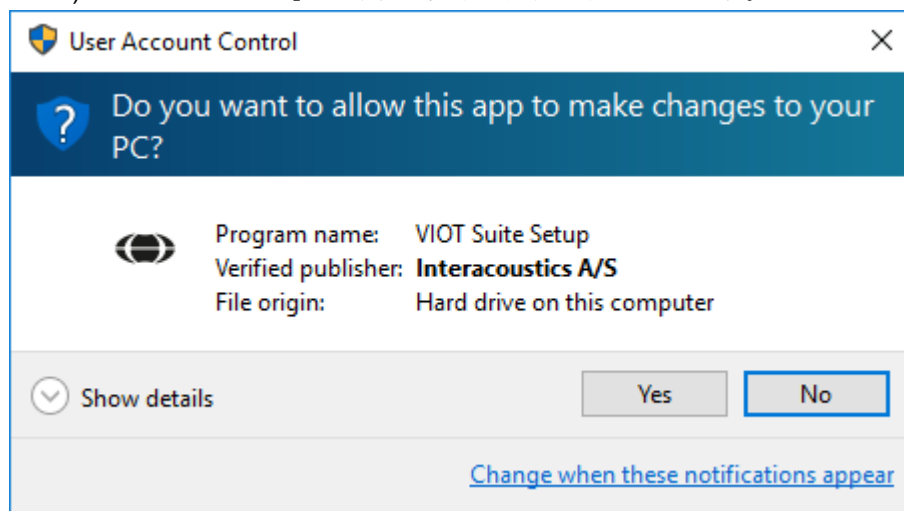 User Account Control
Do you want to allow this app to make changes to your
PC?
Program name: VIOT Suite Setup
Verified publisher: Interacoustics A/S
File origin: Hard drive on this computer
Show details
Yes
No
Change when these notifications appear